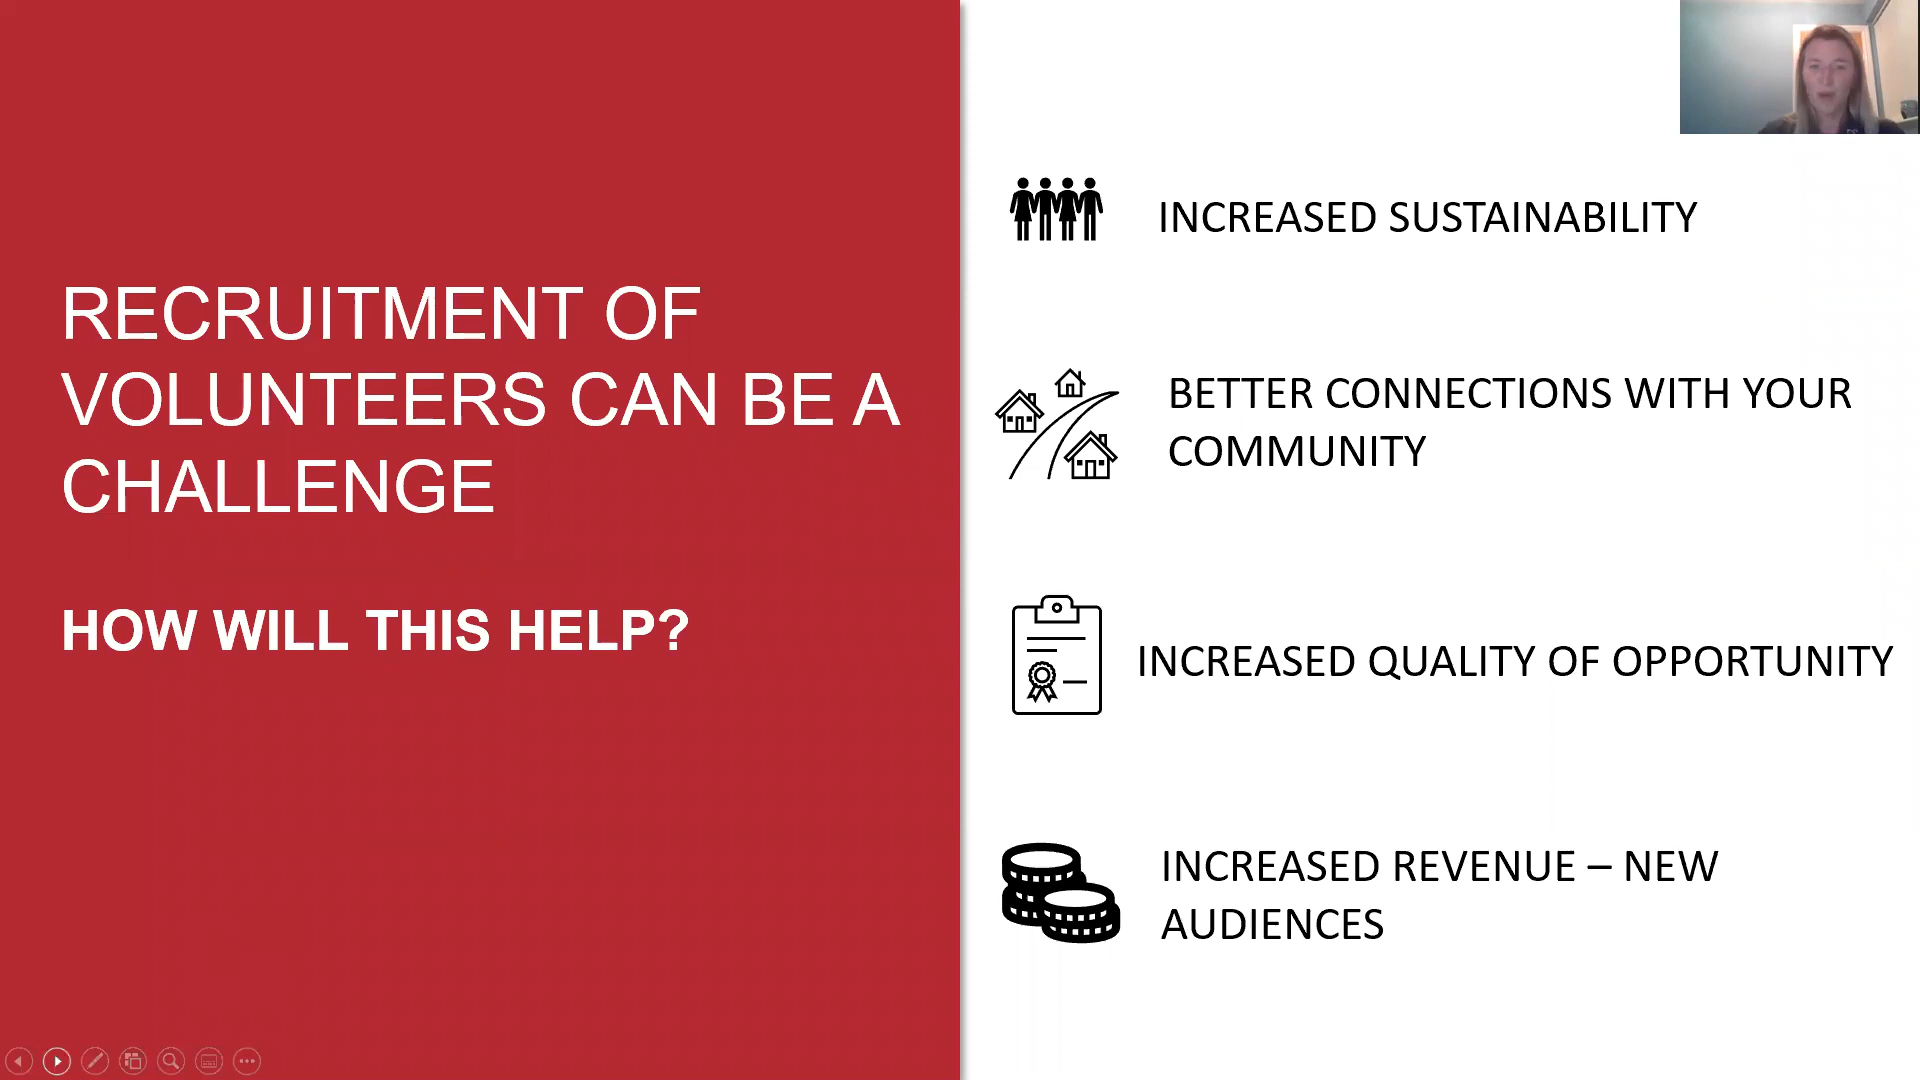 RECRUITMENT OF
VOLUNTEERS CAN BE A
CHALLENGE
HOW WILL THIS HELP?
INCREASED SUSTAINABILITY
BETTER CONNECTIONS WITH YOUR
COMMUNITY
INCREASED QUALITY OF OPPORTUNITY
INCREASED REVENUE – NEW
AUDIENCES